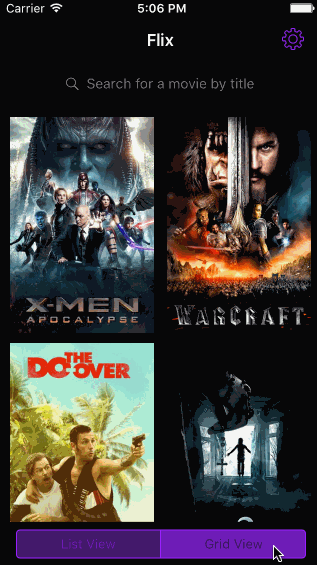 Carrier 5:06 PM
Flix
Search for a movie by title
X-MEN
APOCALYPSE
WARCRAFT
THE
DO-OVER
List View Grid View